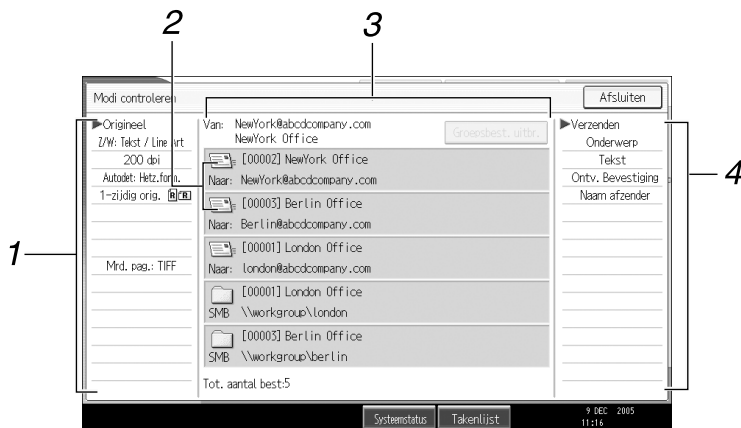 2
3
Modi controleren
Afsluiten
▶Origineel
Z/W: Tekst / Line Art
200 dpi
Autodet: Hetz.form.
1-zijdig orig. R R
Mrd. pag.: TIFF
1
Van: NewYork@abcdcompany.com
NewYork Office
Groepsbest. uitbr.
[00002] NewYork Office
Naar: NewYork@abcdcompany.com
[00003] Berlin Office
Naar: Berlin@abcdcompany.com
[00001] London Office
Naar: london@abcdcompany.com
[00001] London Office
SMB \\workgroup\london
[00003] Berlin Office
SMB \\workgroup\berlin
Tot. aantal best:5
▶Verzenden
Onderwerp
Tekst
Ontv. Bevestiging
Naam afzender
4
Systeemstatus
Takenlijst
9 DEC 2005
11:16